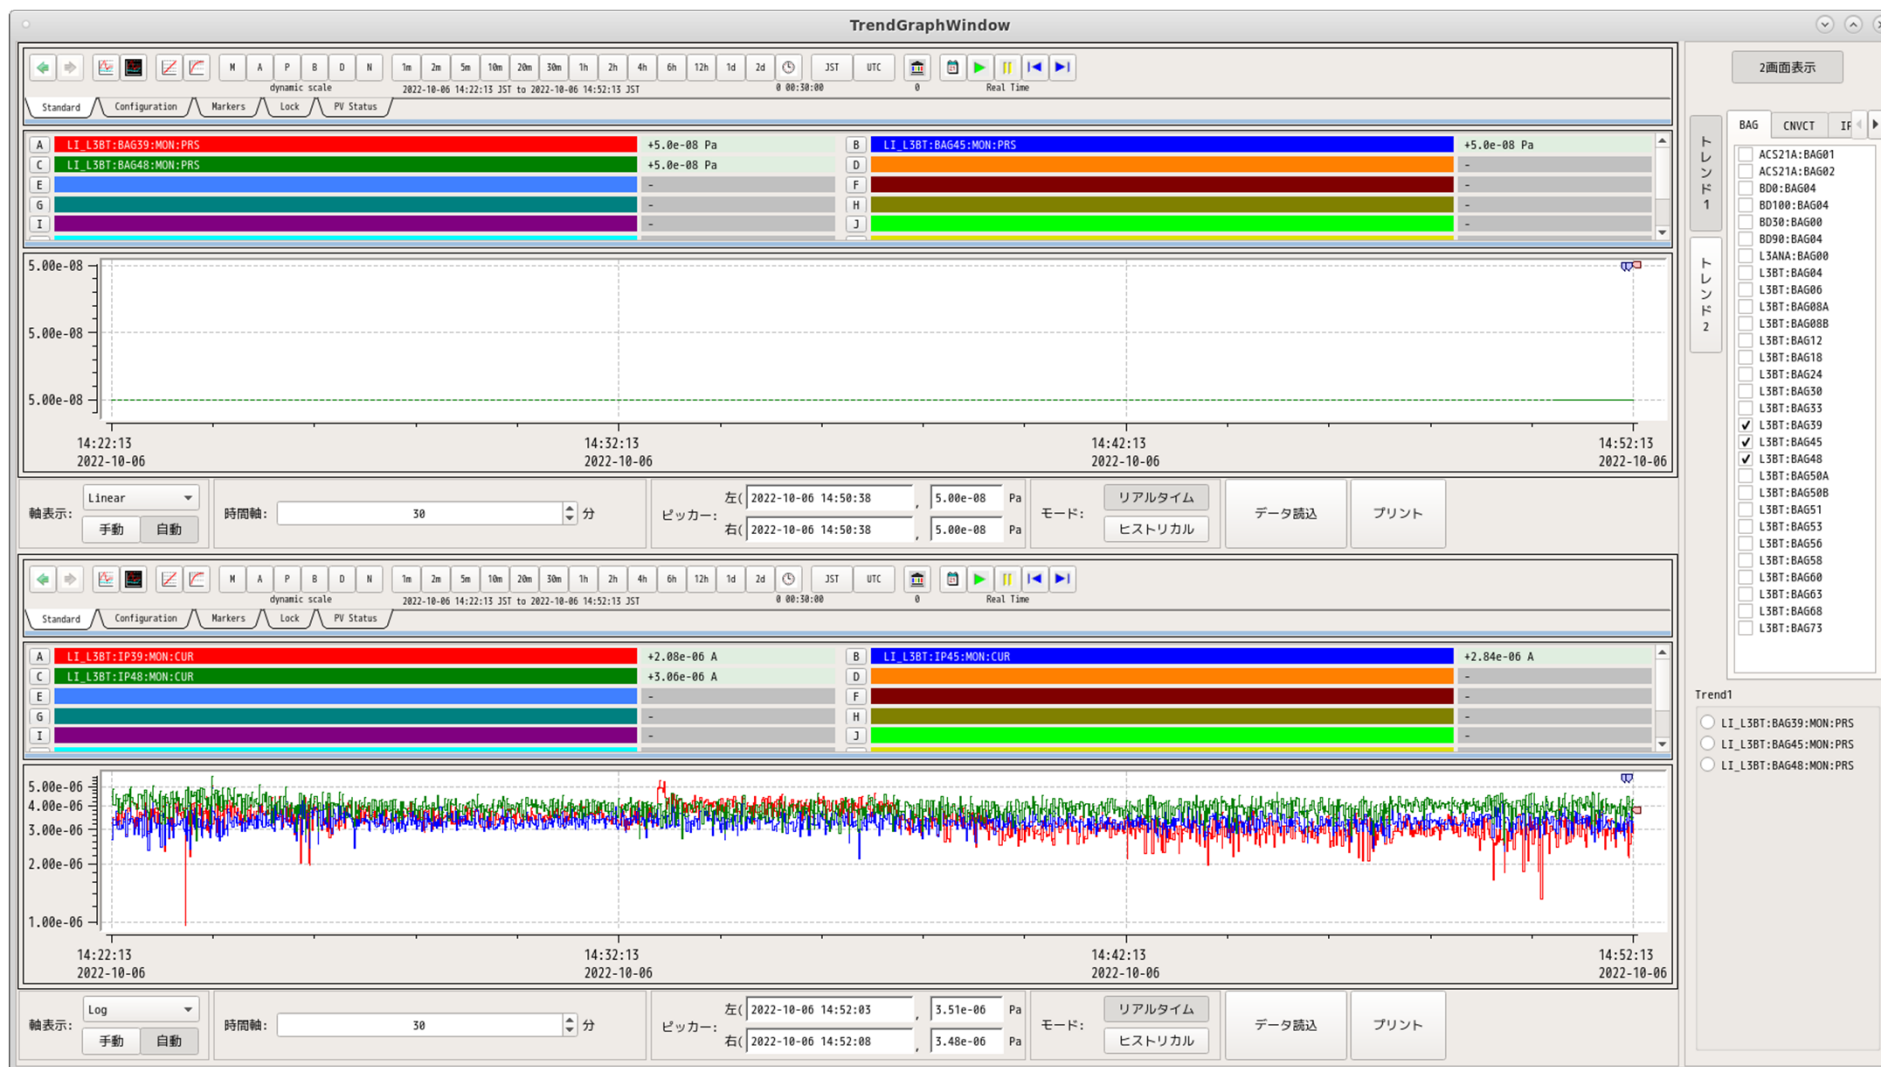 TrendGraphWindow
M A P B D N 1m 2m 5m 10m 20m 30m 1h 2h 4h 6h 12h 1d 2d JST UTC
dynamic scale 2022-10-06 14:22:13 JST to 2022-10-06 14:52:13 JST 0 00:30:00 0 Real Time
Standard Configuration Markers Lock PV Status
A LI_L3BT:BAG39:MON:PRS +5.0e-08 Pa B LI_L3BT:BAG45:MON:PRS +5.0e-08 Pa
C LI_L3BT:BAG48:MON:PRS +5.0e-08 Pa D -
E - F -
G - H -
I - J -
5.00e-08
5.00e-08
5.00e-08
14:22:13 14:32:13 14:42:13 14:52:13
2022-10-06 2022-10-06 2022-10-06 2022-10-06
軸表示: Linear
手動 自動
時間軸: 30 分
ピッカー:
左( 2022-10-06 14:50:38 , 5.00e-08 Pa
右( 2022-10-06 14:50:38 , 5.00e-08 Pa
モード:
リアルタイム
ヒストリカル
データ読込 プリント
M A P B D N 1m 2m 5m 10m 20m 30m 1h 2h 4h 6h 12h 1d 2d JST UTC
dynamic scale 2022-10-06 14:22:13 JST to 2022-10-06 14:52:13 JST 0 00:30:00 0 Real Time
Standard Configuration Markers Lock PV Status
A LI_L3BT:IP39:MON:CUR +2.08e-06 A B LI_L3BT:IP45:MON:CUR +2.84e-06 A
C LI_L3BT:IP48:MON:CUR +3.06e-06 A D -
E - F -
G - H -
I - J -
5.00e-06
4.00e-06
3.00e-06
2.00e-06
1.00e-06
14:22:13 14:32:13 14:42:13 14:52:13
2022-10-06 2022-10-06 2022-10-06 2022-10-06
軸表示: Log
手動 自動
時間軸: 30 分
ピッカー:
左( 2022-10-06 14:52:03 , 3.51e-06 Pa
右( 2022-10-06 14:52:08 , 3.48e-06 Pa
モード:
リアルタイム
ヒストリカル
データ読込 プリント
2画面表示
トレンド1
トレンド2
BAG CNVCT
ACS21A:BAG01
ACS21A:BAG02
BD0:BAG04
BD100:BAG04
BD30:BAG00
BD90:BAG04
L3ANA:BAG00
L3BT:BAG04
L3BT:BAG06
L3BT:BAG08A
L3BT:BAG08B
L3BT:BAG12
L3BT:BAG18
L3BT:BAG24
L3BT:BAG30
L3BT:BAG33
L3BT:BAG39
L3BT:BAG45
L3BT:BAG48
L3BT:BAG50A
L3BT:BAG50B
L3BT:BAG51
L3BT:BAG53
L3BT:BAG56
L3BT:BAG58
L3BT:BAG60
L3BT:BAG63
L3BT:BAG68
L3BT:BAG73
Trend1
LI_L3BT:BAG39:MON:PRS
LI_L3BT:BAG45:MON:PRS
LI_L3BT:BAG48:MON:PRS